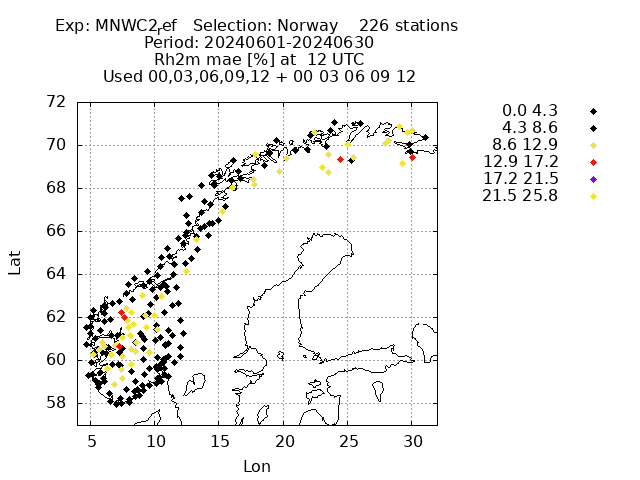 Exp: MNWC2ref   Selection: Norway    226 stations
Period: 20240601-20240630
Rh2m mae [%] at  12 UTC
Used 00,03,06,09,12 + 00 03 06 09 12
0.0 4.3
4.3 8.6
8.6 12.9
12.9 17.2
17.2 21.5
21.5 25.8
72
70
68
66
64
62
60
58
Lat
5 10 15 20 25 30
Lon